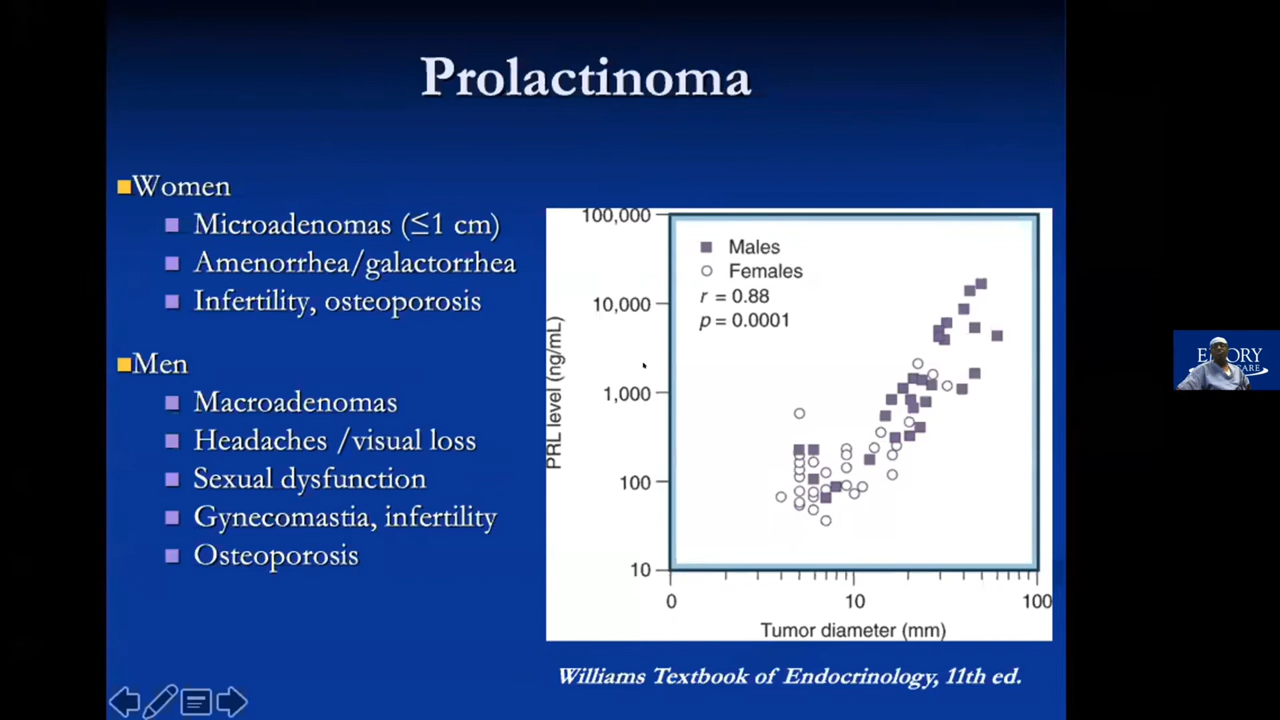 Prolactinoma
Women
Microadenomas (≤1 cm)
Amenorrhea/galactorrhea
Infertility, osteoporosis
Men
Macroadenomas
Headaches /visual loss
Sexual dysfunction
Gynecomastia, infertility
Osteoporosis
100,000
10,000
1,000
100
10
PRL level (ng/mL)
Males
Females
r = 0.88
p = 0.0001
0
10
100
Tumor diameter (mm)
Williams Textbook of Endocrinology, 11th ed.